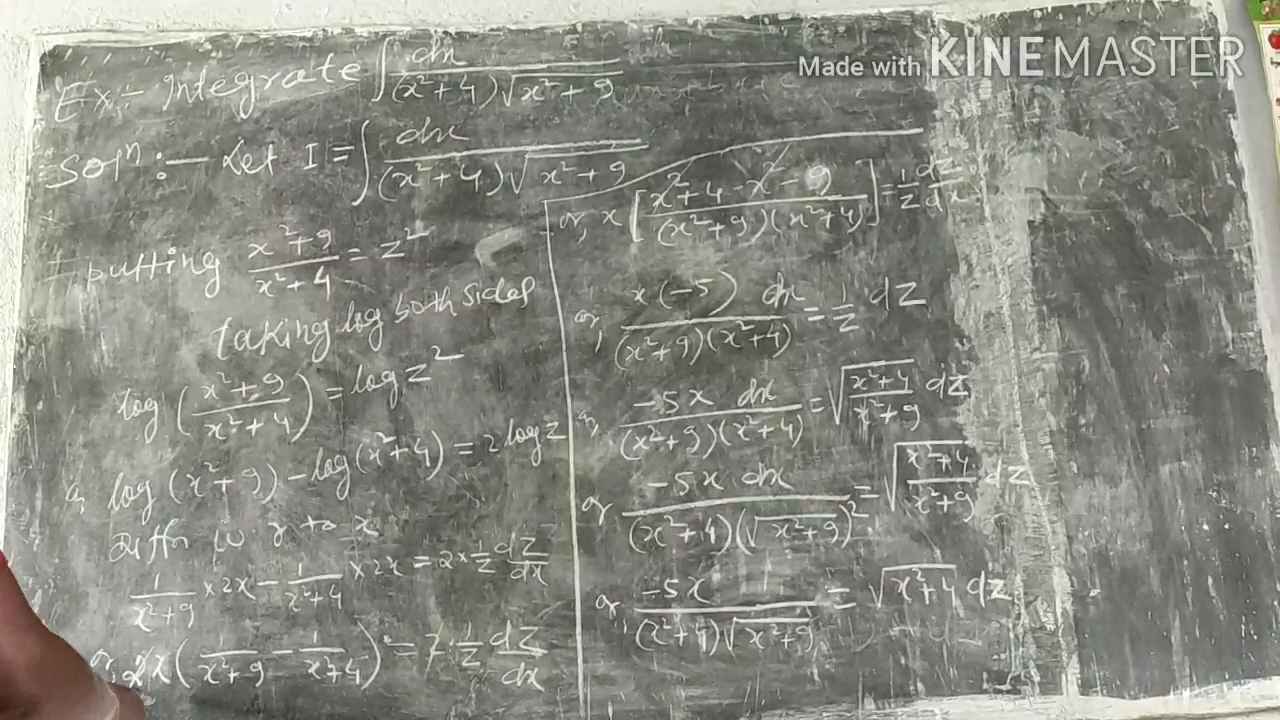 Made with KINEMASTER
Ex:- Integrate ∫ dx / (x²+4)√x²+9
Solⁿ :- Let I = ∫ dx / (x²+4)√x²+9
putting x²+9 / x²+4 = z²
taking log both sides
log (x²+9 / x²+4) = log z²
or, log (x²+9) - log (x²+4) = 2 log z
Diffn w r to x
1/x²+9 × 2x - 1/x²+4 × 2x = 2 × 1/z dz/dx
or, 2x (1/x²+9 - 1/x²+4) = 2 · 1/z dz/dx
or, x [x²+4-x²-9 / (x²+9)(x²+4)] = 1/z dz/dx
or, x(-5) dx / (x²+9)(x²+4) = 1/z dz
or, -5x dx / (x²+9)(x²+4) = √x²+4/x²+9 dz
or -5x dx / (x²+4)(√x²+9)² = √x²+4/x²+9 dz
or, -5x / (x²+4)√x²+9 = √x²+4 dz